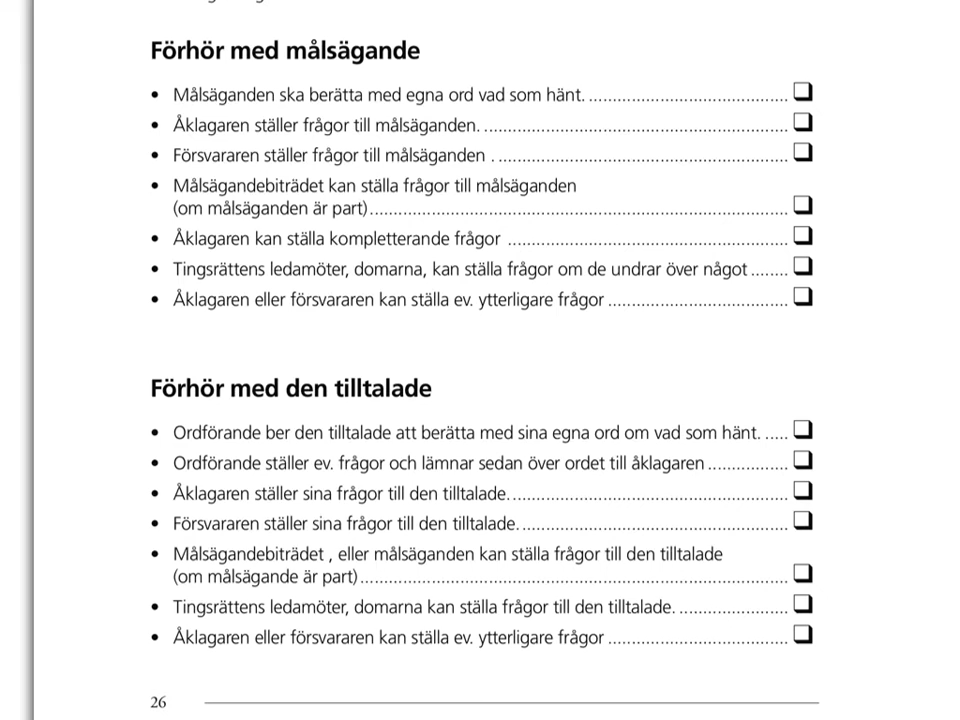 Förhör med målsägande
• Målsäganden ska berätta med egna ord vad som hänt. ..........................................
• Åklagaren ställer frågor till målsäganden. ................................................................
• Försvararen ställer frågor till målsäganden . .............................................................
• Målsägandebiträdet kan ställa frågor till målsäganden
(om målsäganden är part)........................................................................................
• Åklagaren kan ställa kompletterande frågor ...........................................................
• Tingsrättens ledamöter, domarna, kan ställa frågor om de undrar över något ........
• Åklagaren eller försvararen kan ställa ev. ytterligare frågor ......................................
Förhör med den tilltalade
• Ordförande ber den tilltalade att berätta med sina egna ord om vad som hänt. .....
• Ordförande ställer ev. frågor och lämnar sedan över ordet till åklagaren .................
• Åklagaren ställer sina frågor till den tilltalade...........................................................
• Försvararen ställer sina frågor till den tilltalade.........................................................
• Målsägandebiträdet , eller målsäganden kan ställa frågor till den tilltalade
(om målsägande är part) ..........................................................................................
• Tingsrättens ledamöter, domarna kan ställa frågor till den tilltalade. .......................
• Åklagaren eller försvararen kan ställa ev. ytterligare frågor ......................................
26